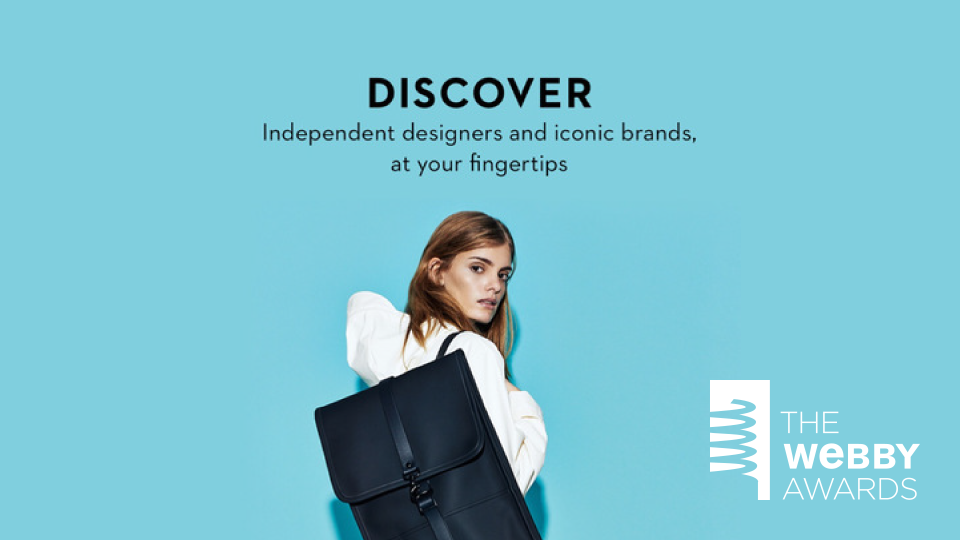 DISCOVER
Independent designers and iconic brands,
at your fingertips
THE
WeBBY
AWARDS